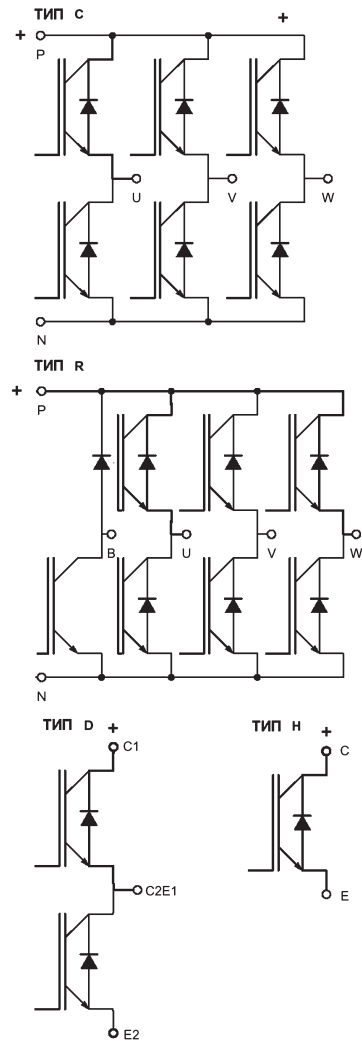 ТИП C +
+ P
U V W
N
ТИП R
+ P
B U V W
N
ТИП D +
C1
C2E1
E2
ТИП H +
C
E